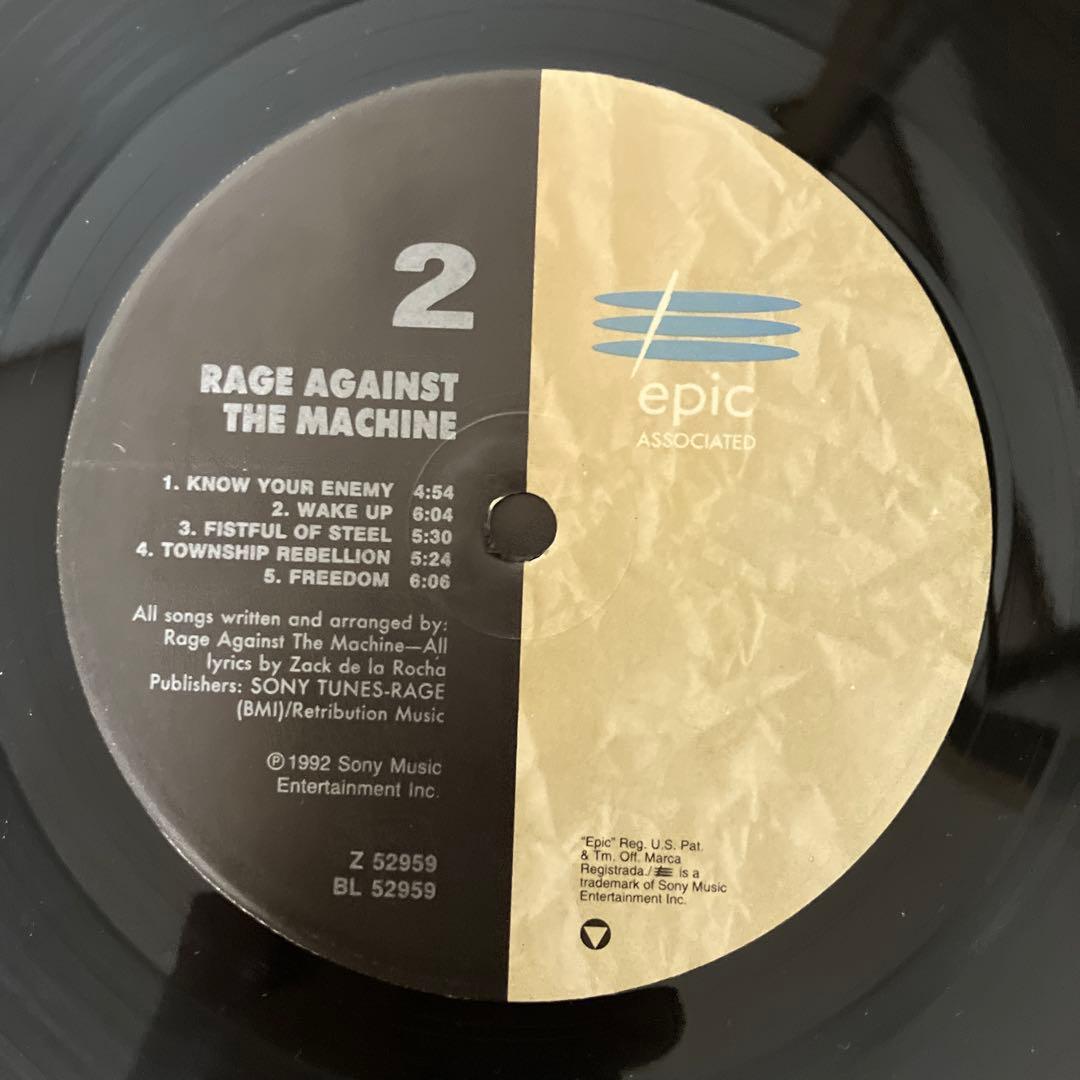 2
RAGE AGAINST
THE MACHINE
1. KNOW YOUR ENEMY 4:54
2. WAKE UP 6:04
3. FISTFUL OF STEEL 5:30
4. TOWNSHIP REBELLION 5:24
5. FREEDOM 6:06
All songs written and arranged by:
Rage Against The Machine—All
lyrics by Zack de la Rocha
Publishers: SONY TUNES-RAGE
(BMI)/Retribution Music
℗1992 Sony Music
Entertainment Inc.
Z 52959
BL 52959
epic
ASSOCIATED
"Epic" Reg. U.S. Pat.
& Tm. Off. Marca
Registrada./ is a
trademark of Sony Music
Entertainment Inc.